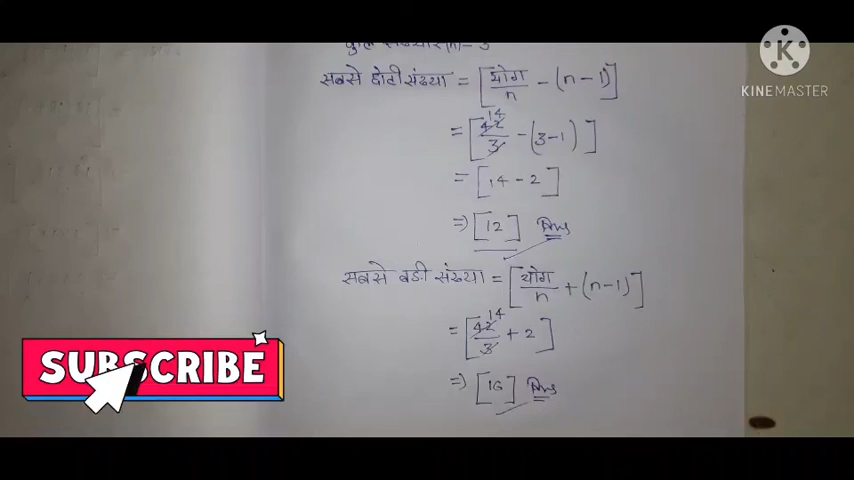 कुल संख्याएँ (n) = 3
सबसे छोटी संख्या = [योग/n - (n-1)]
= [42/3 - (3-1)]
14
= [14 - 2]
=> [12] Ans
सबसे बड़ी संख्या = [योग/n + (n-1)]
= [42/3 + 2]
14
=> [16] Ans
SUBSCRIBE
K
KINEMASTER